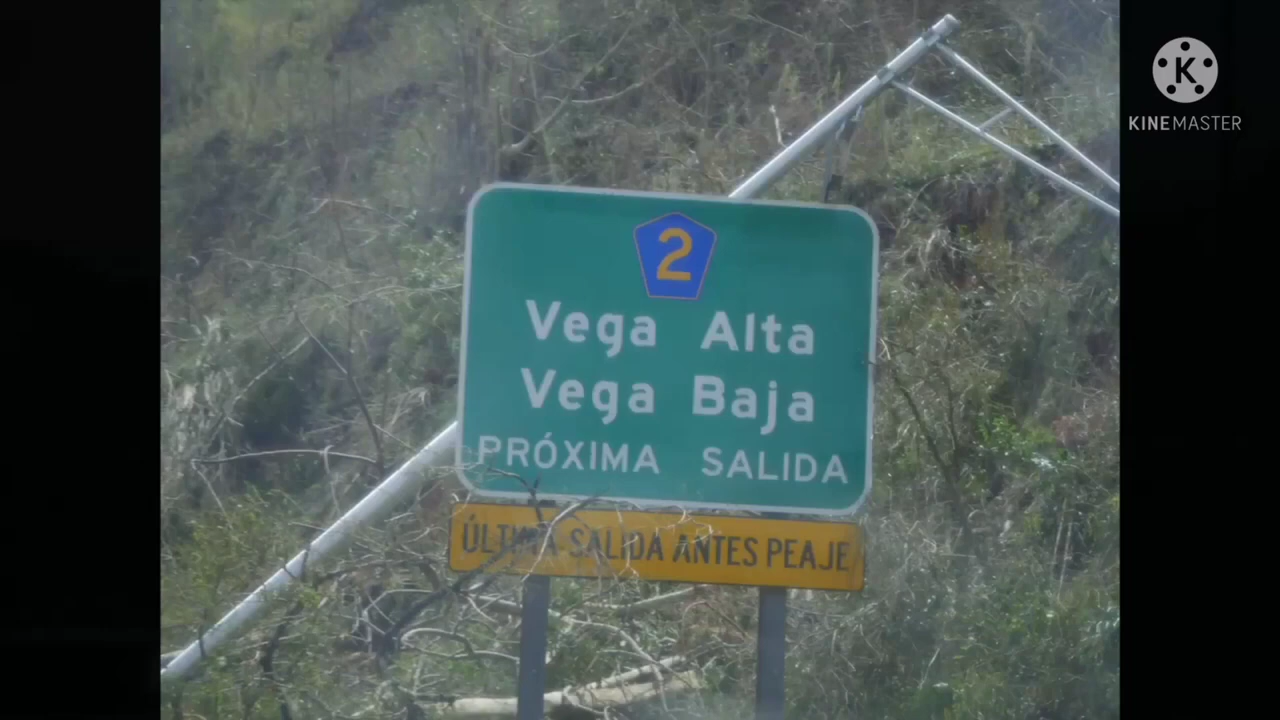 K
KINEMASTER
2
Vega Alta
Vega Baja
PRÓXIMA SALIDA
ÚLTIMA SALIDA ANTES PEAJE